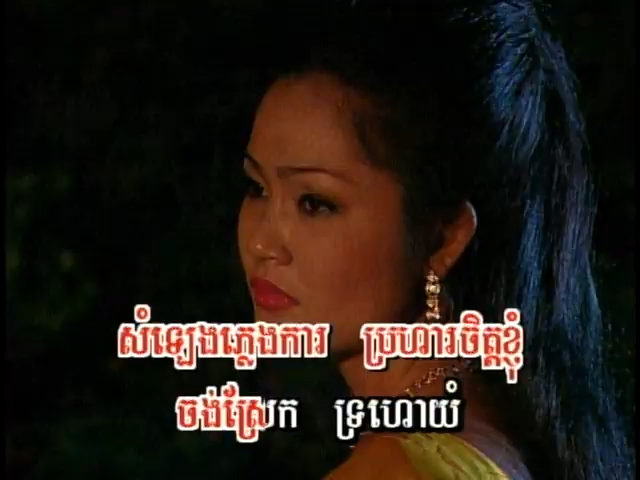 សំឡេងភ្លេងការ ប្រហារចិត្តខ្ញុំ
ចង់ស្រែក ទ្រហោយំ